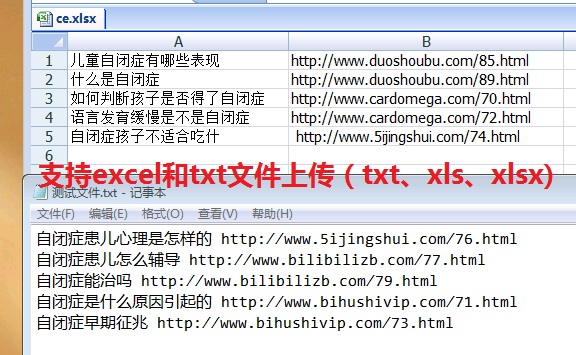 ce.xlsx
A B
1 儿童自闭症有哪些表现 http://www.duoshoubu.com/85.html
2 什么是自闭症 http://www.duoshoubu.com/89.html
3 如何判断孩子是否得了自闭症 http://www.cardomega.com/70.html
4 语言发育缓慢是不是自闭症 http://www.cardomega.com/72.html
5 自闭症孩子不适合吃什 http://www.5ijingshui.com/74.html
6
支持excel和txt文件上传（txt、xls、xlsx)
测试文件.txt - 记事本
文件(F) 编辑(E) 格式(O) 查看(V) 帮助(H)
自闭症患儿心理是怎样的 http://www.5ijingshui.com/76.html
自闭症患儿怎么辅导 http://www.bilibilizb.com/77.html
自闭症能治吗 http://www.bilibilizb.com/79.html
自闭症是什么原因引起的 http://www.bihushivip.com/71.html
自闭症早期征兆 http://www.bihushivip.com/73.html